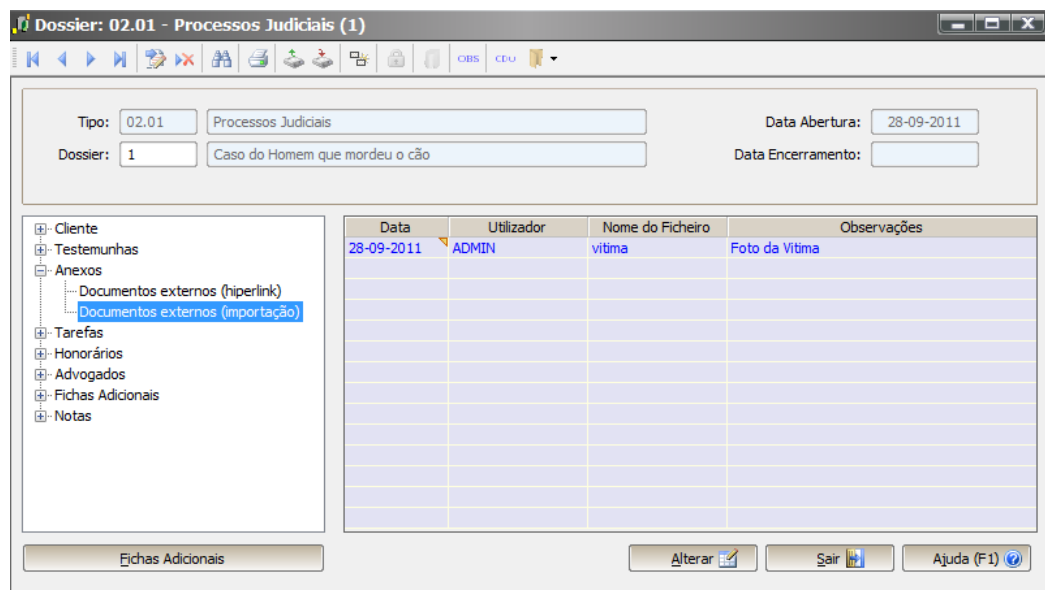 Dossier: 02.01 - Processos Judiciais (1)
OBS CDU
Tipo: 02.01 Processos Judiciais Data Abertura: 28-09-2011
Dossier: 1 Caso do Homem que mordeu o cão Data Encerramento:
Cliente
Testemunhas
Anexos
Documentos externos (hiperlink)
Documentos externos (importação)
Tarefas
Honorários
Advogados
Fichas Adicionais
Notas
Data Utilizador Nome do Ficheiro Observações
28-09-2011 ADMIN vitima Foto da Vitima
Fichas Adicionais Alterar Sair Ajuda (F1)